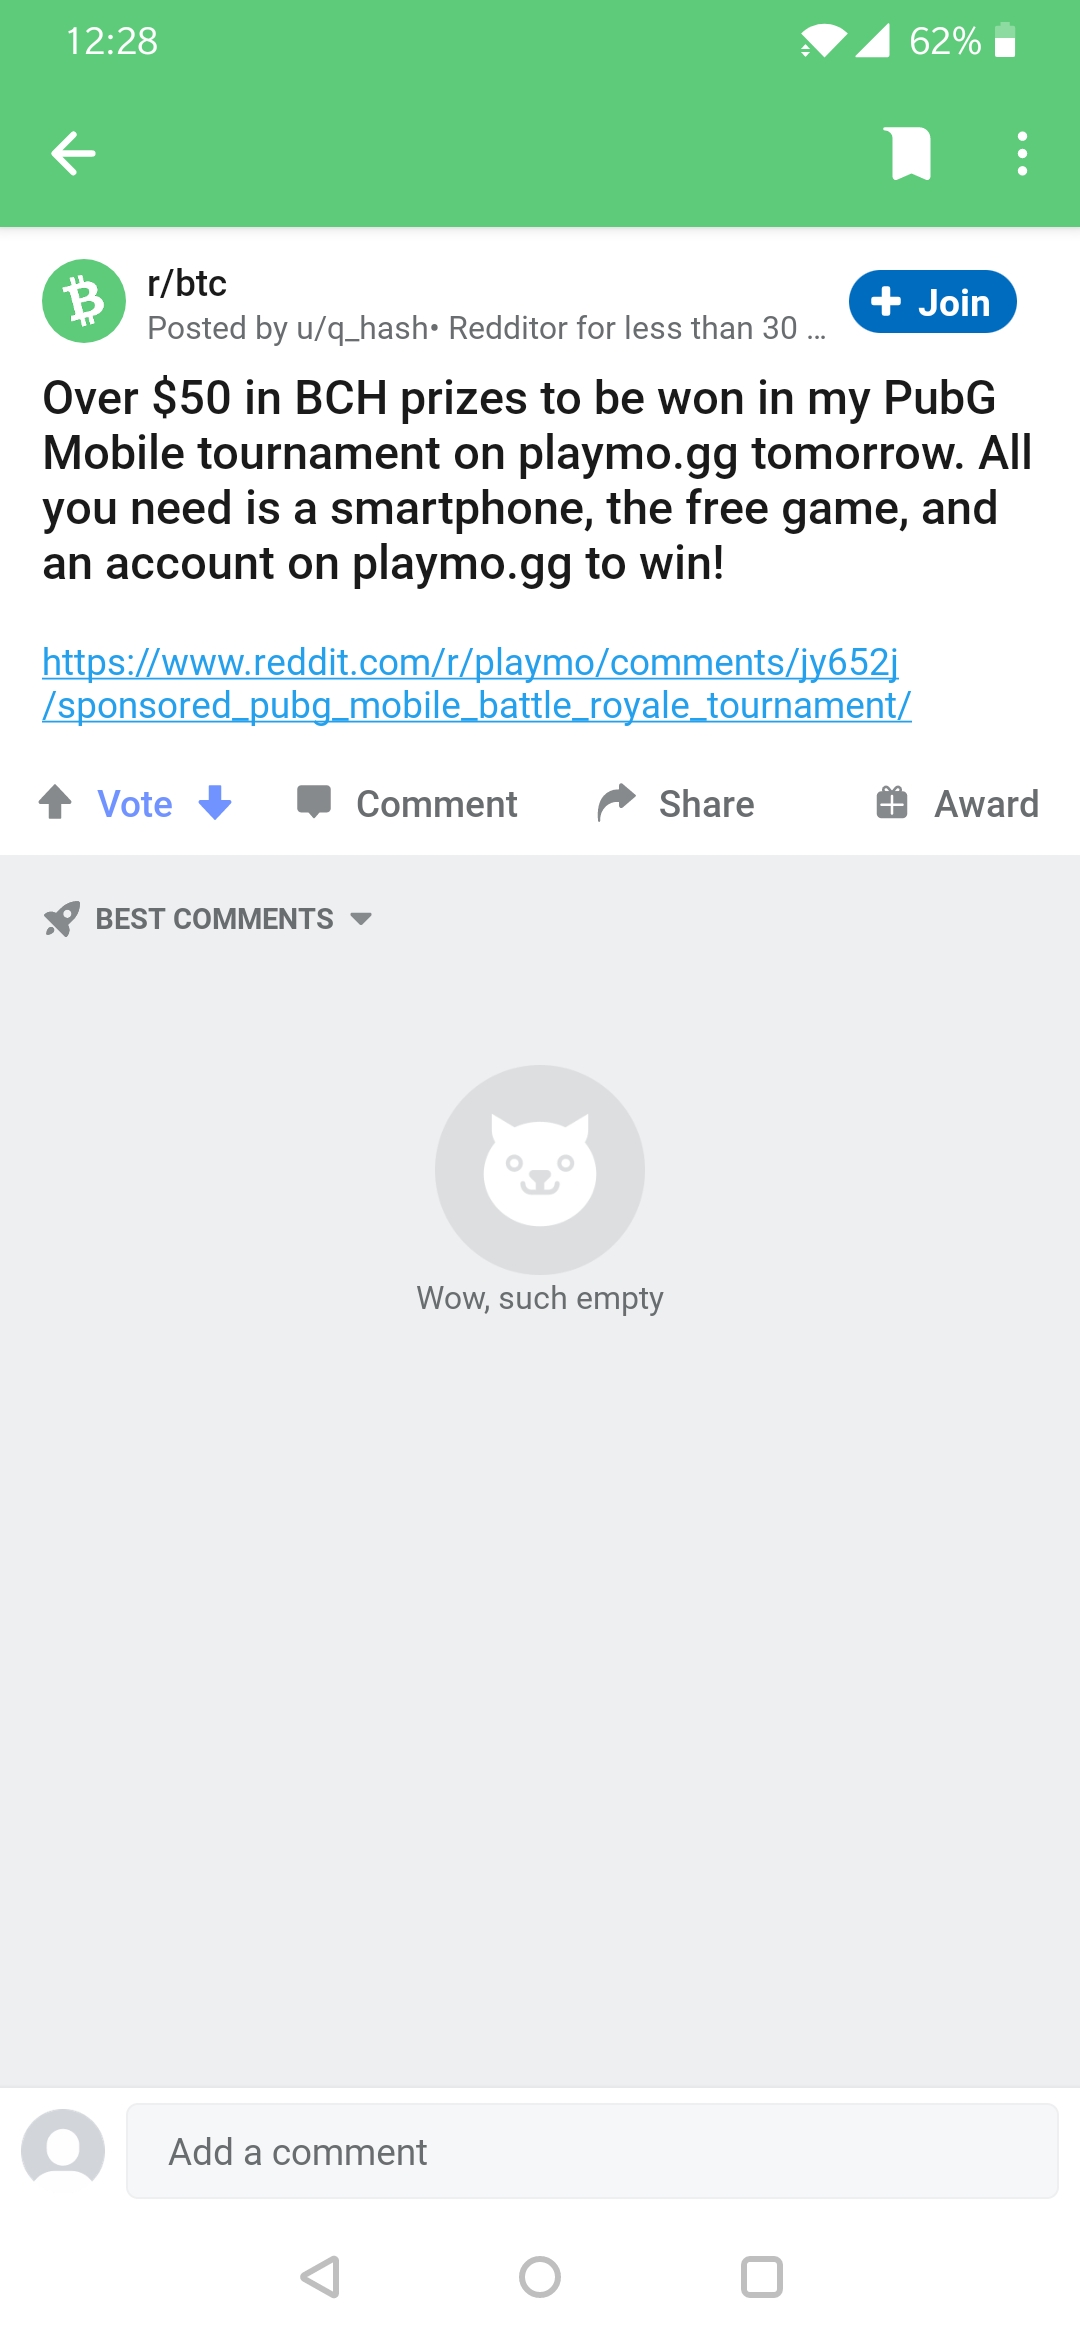 12:28
62%
r/btc
Posted by u/q_hash• Redditor for less than 30 ...
Join
Over $50 in BCH prizes to be won in my PubG
Mobile tournament on playmo.gg tomorrow. All
you need is a smartphone, the free game, and
an account on playmo.gg to win!
https://www.reddit.com/r/playmo/comments/jy652j
/sponsored_pubg_mobile_battle_royale_tournament/
Vote
Comment
Share
Award
BEST COMMENTS
Wow, such empty
Add a comment